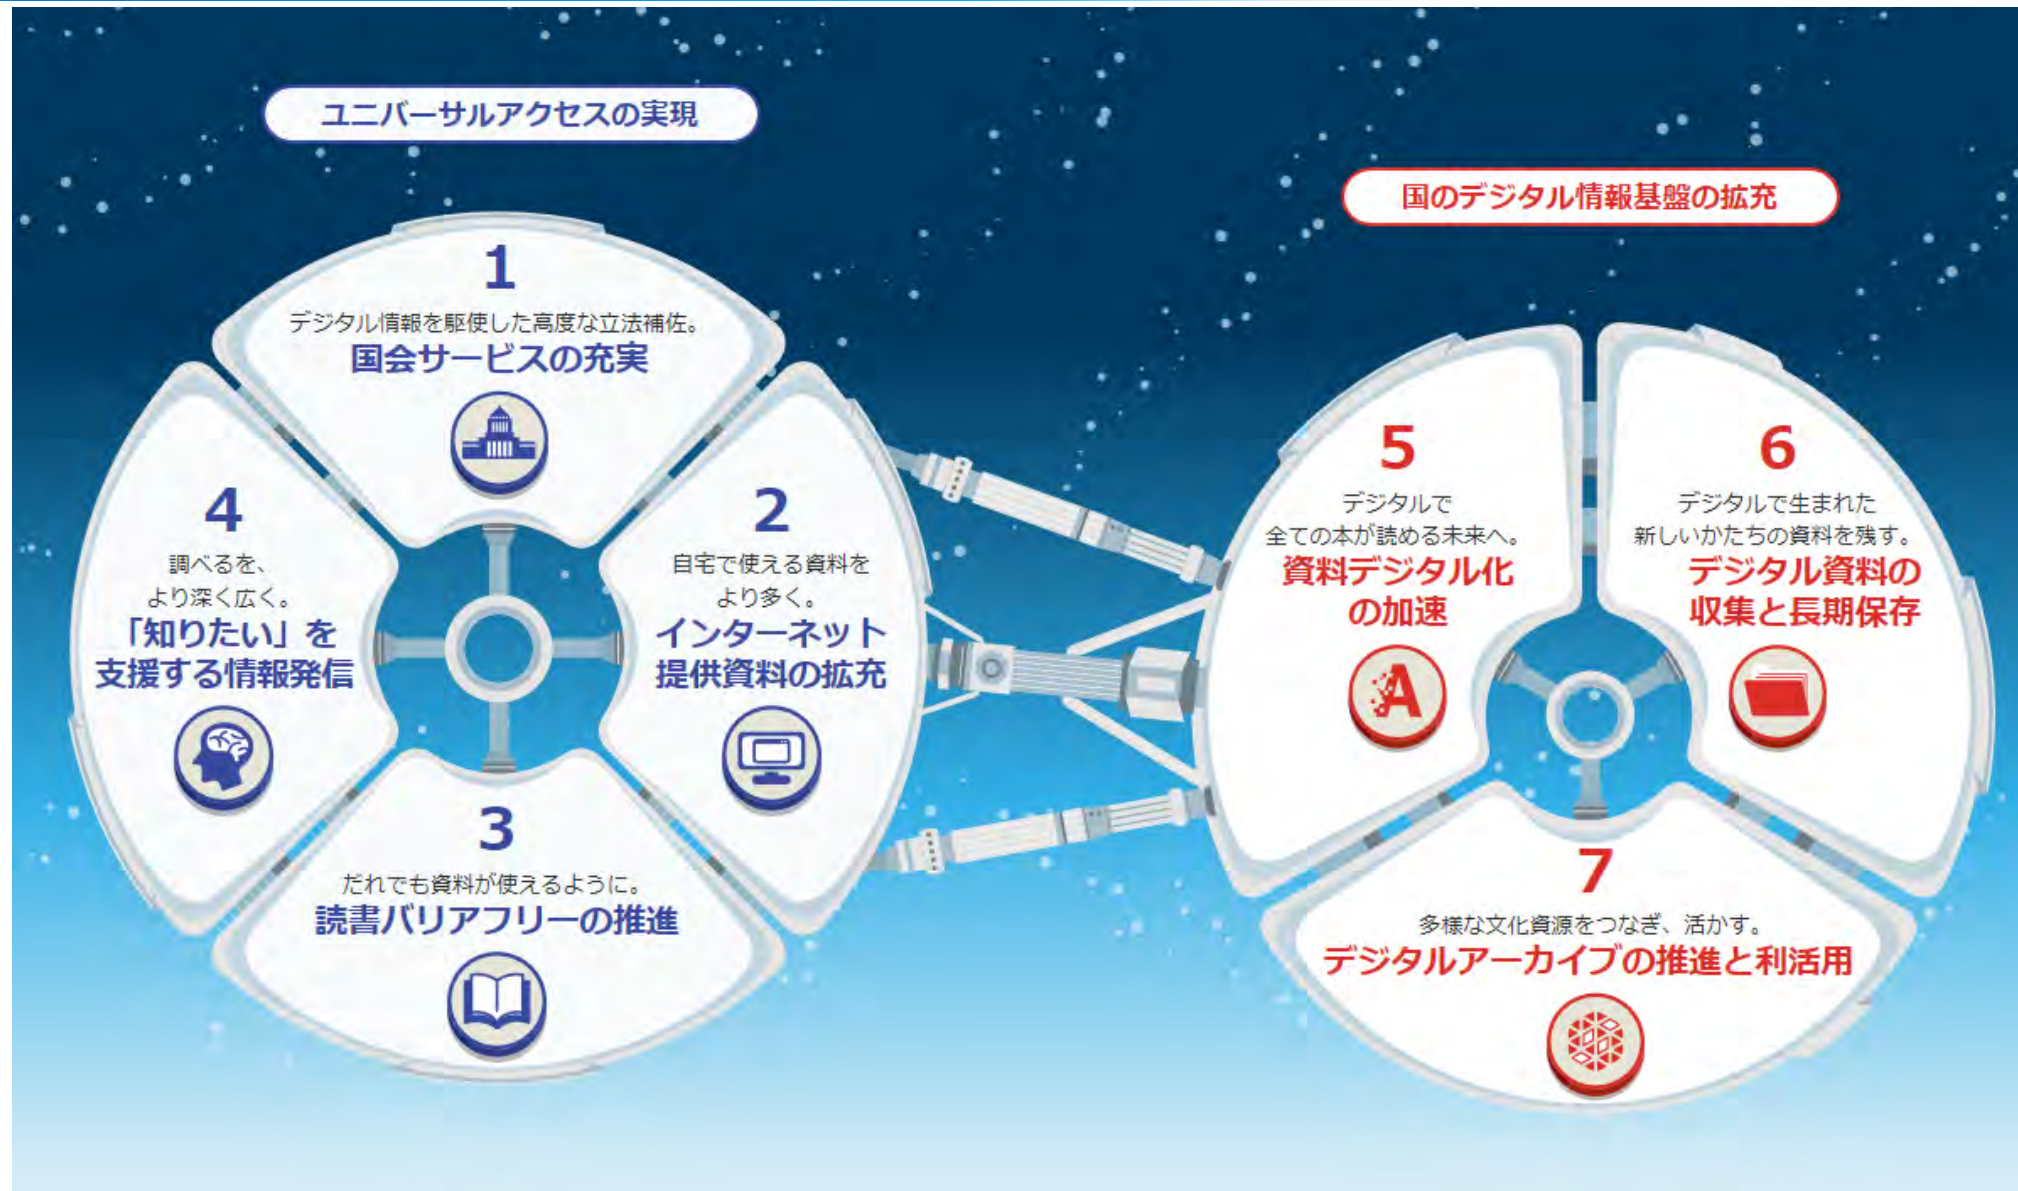 ユニバーサルアクセスの実現
1
デジタル情報を駆使した高度な立法補佐。
国会サービスの充実
2
自宅で使える資料を
より多く。
インターネット
提供資料の拡充
3
だれでも資料が使えるように。
読書バリアフリーの推進
4
調べるを、
より深く広く。
「知りたい」を
支援する情報発信
国のデジタル情報基盤の拡充
5
デジタルで
全ての本が読める未来へ。
資料デジタル化
の加速
A
6
デジタルで生まれた
新しいかたちの資料を残す。
デジタル資料の
収集と長期保存
7
多様な文化資源をつなぎ、活かす。
デジタルアーカイブの推進と利活用